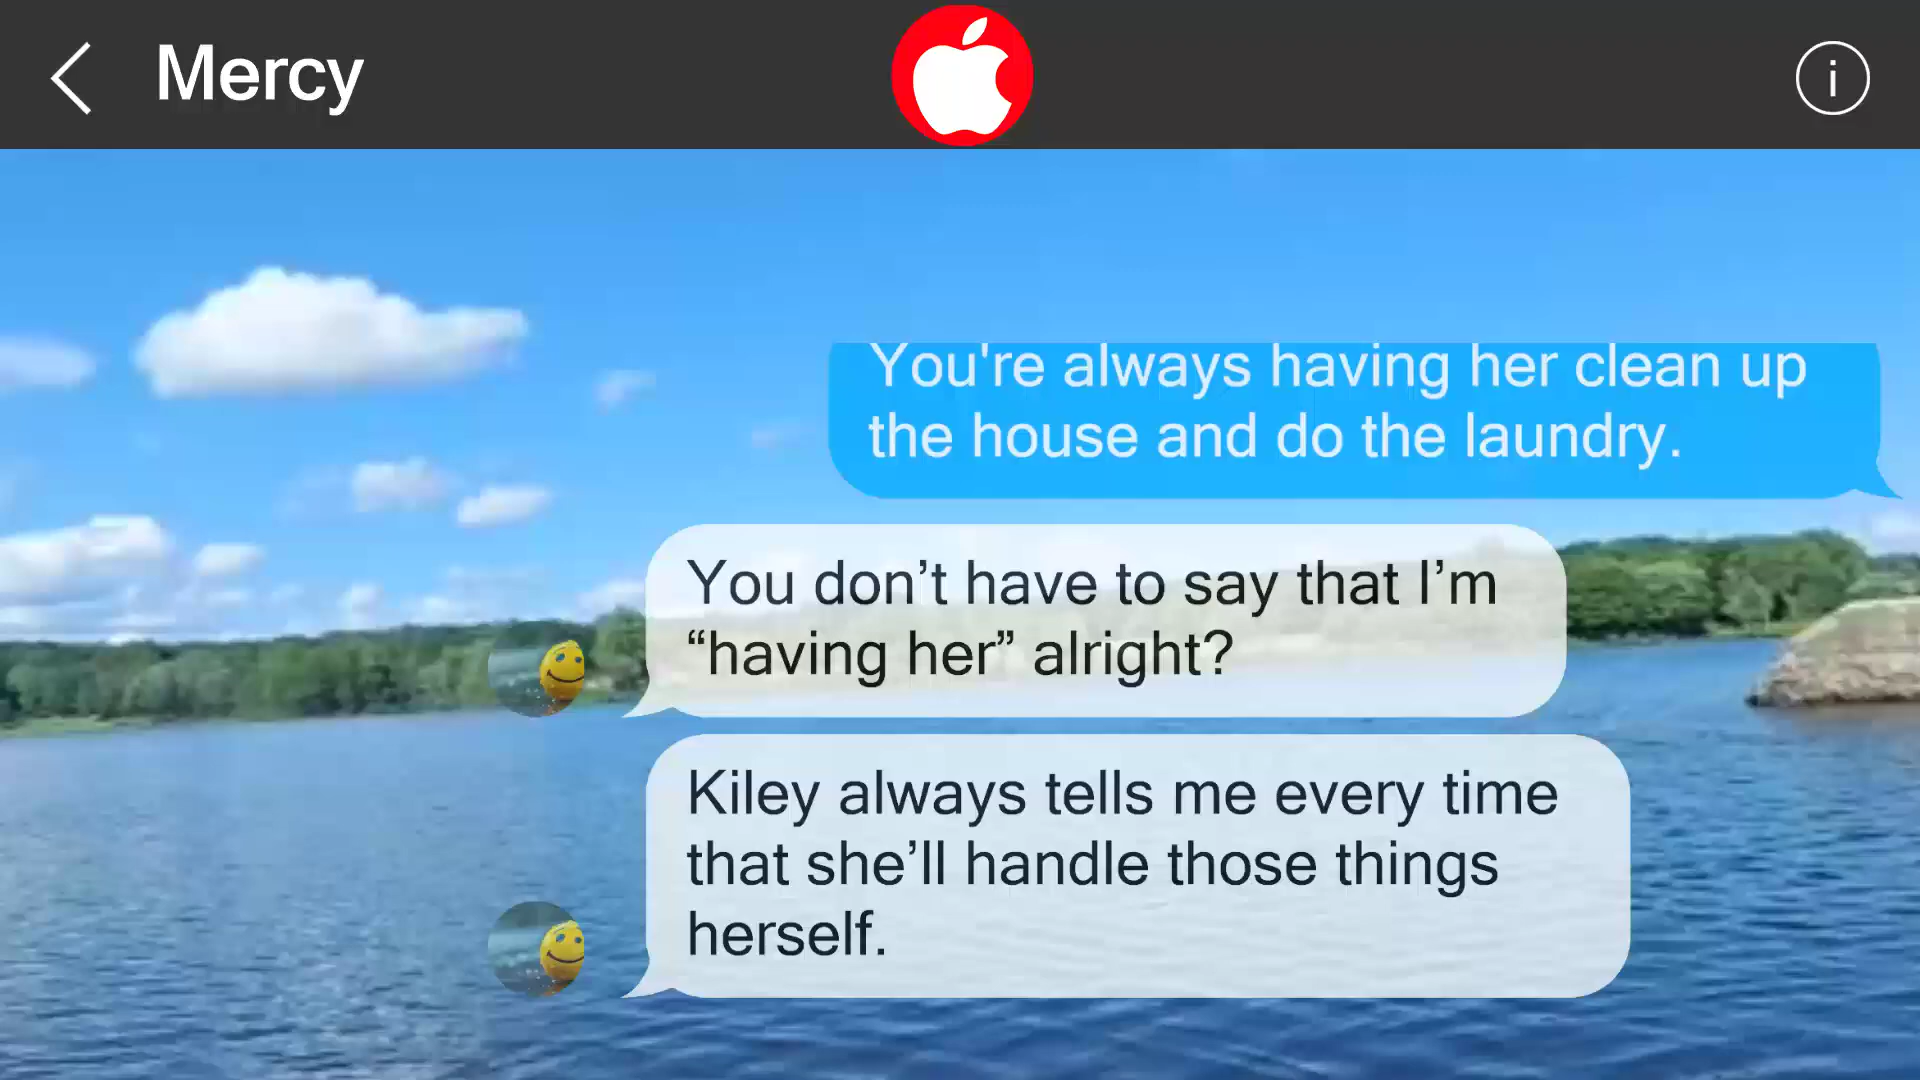 Mercy
i
You're always having her clean up
the house and do the laundry.
You don’t have to say that I’m
“having her” alright?
Kiley always tells me every time
that she’ll handle those things
herself.